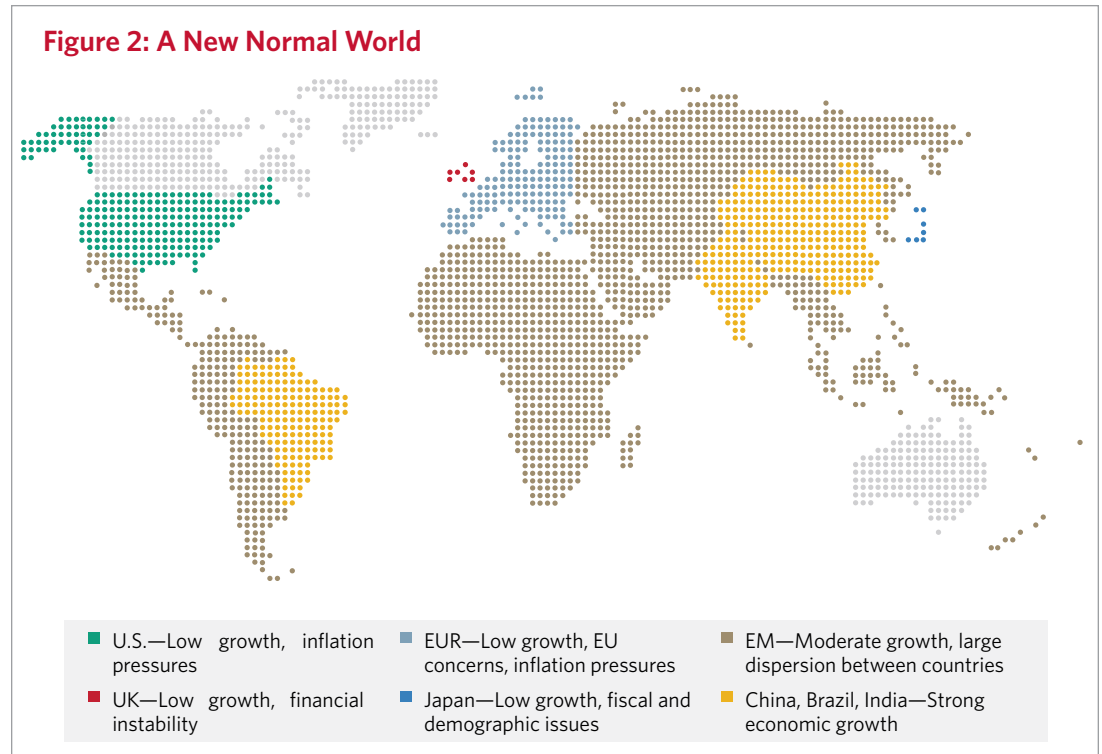 Figure 2: A New Normal World
U.S.—Low growth, inflation
pressures
UK—Low growth, financial
instability
EUR—Low growth, EU
concerns, inflation pressures
Japan—Low growth, fiscal and
demographic issues
EM—Moderate growth, large
dispersion between countries
China, Brazil, India—Strong
economic growth